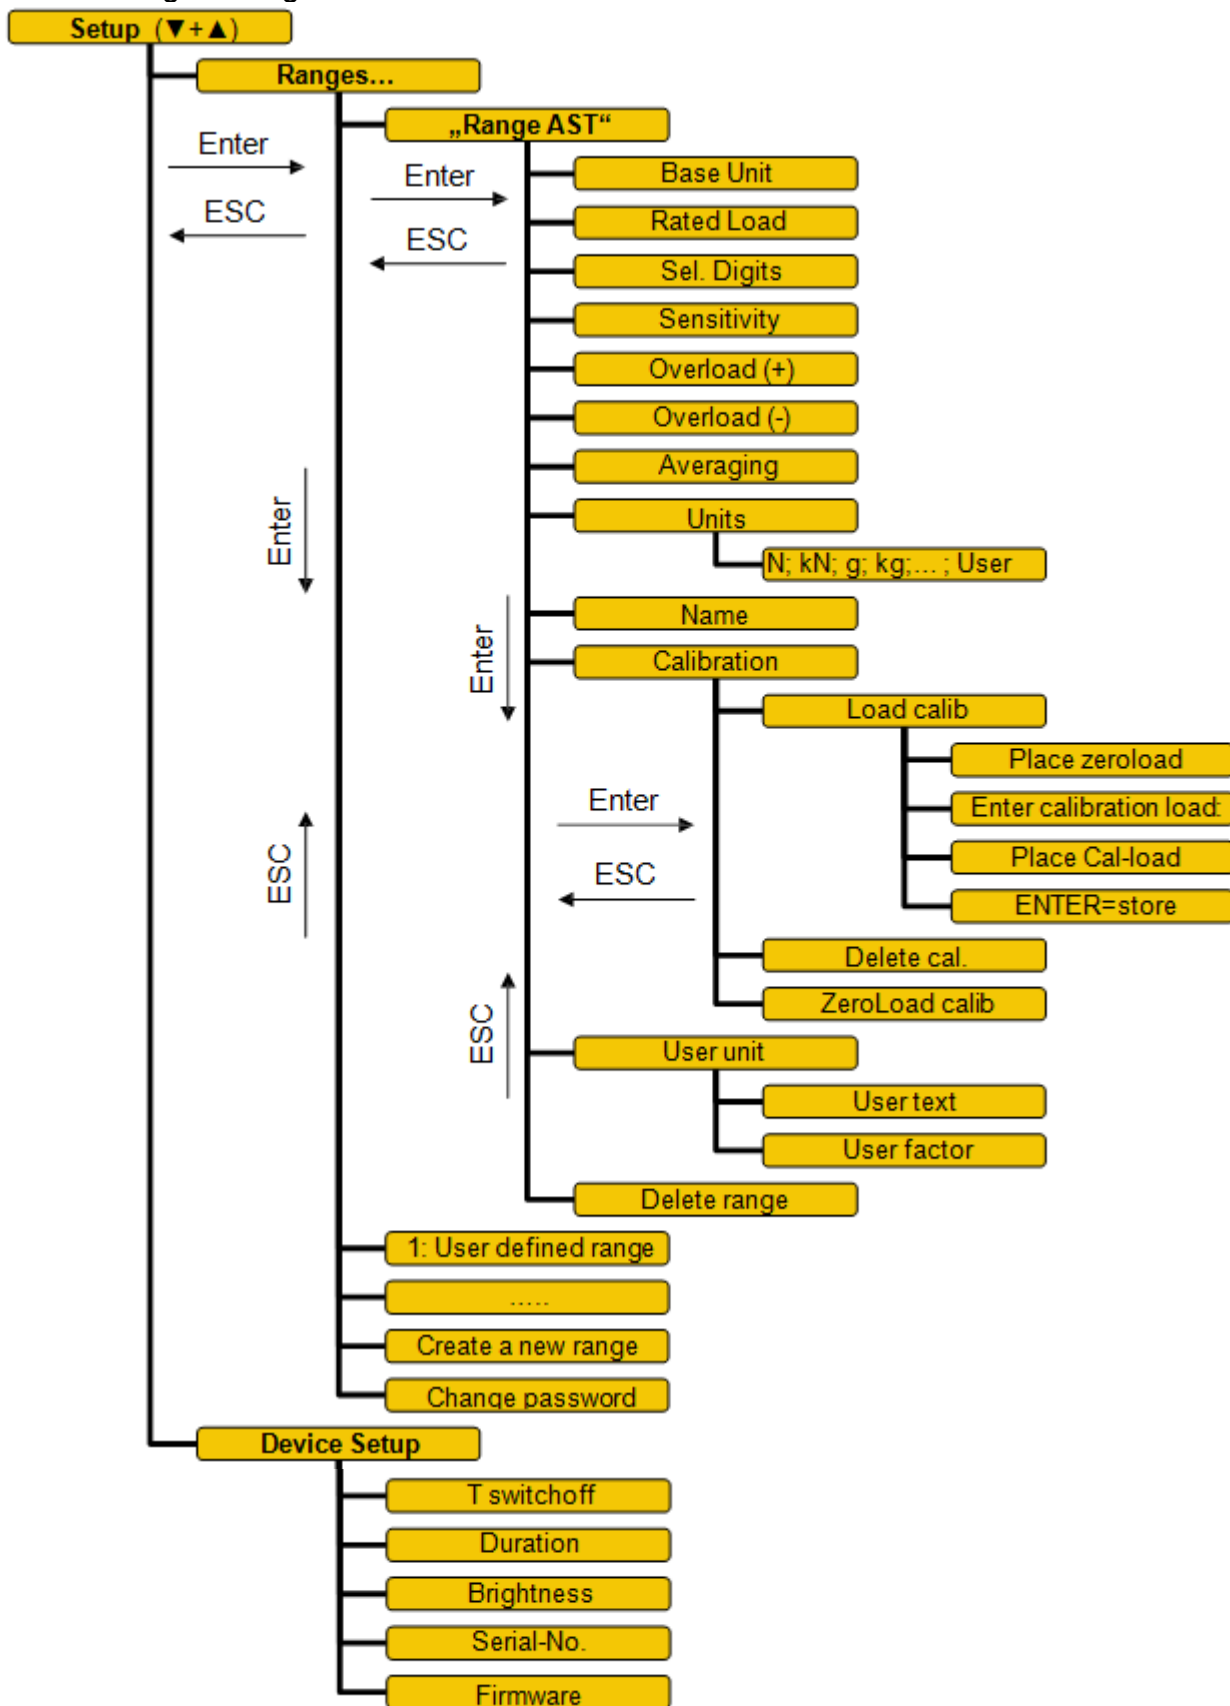 Setup (▼+▲)
Ranges...
„Range AST“
Enter
ESC
Enter
ESC
Base Unit
Rated Load
Sel. Digits
Sensitivity
Overload (+)
Overload (-)
Averaging
Units
N; kN; g; kg;... ; User
Enter
Enter
Name
Calibration
Load calib
Place zeroload
Enter calibration load:
Place Cal-load
ENTER=store
Enter
ESC
ESC
ESC
Delete cal.
ZeroLoad calib
User unit
User text
User factor
Delete range
1: User defined range
.....
Create a new range
Change password
Device Setup
T switchoff
Duration
Brightness
Serial-No.
Firmware